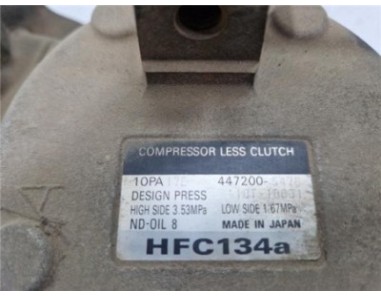 COMPRESSOR LESS CLUTCH
10PA 447200-
DESIGN PRESS
HIGH SIDE 3.53MPa LOW SIDE 1.67MPa
ND-OIL 8 MADE IN JAPAN
HFC134a